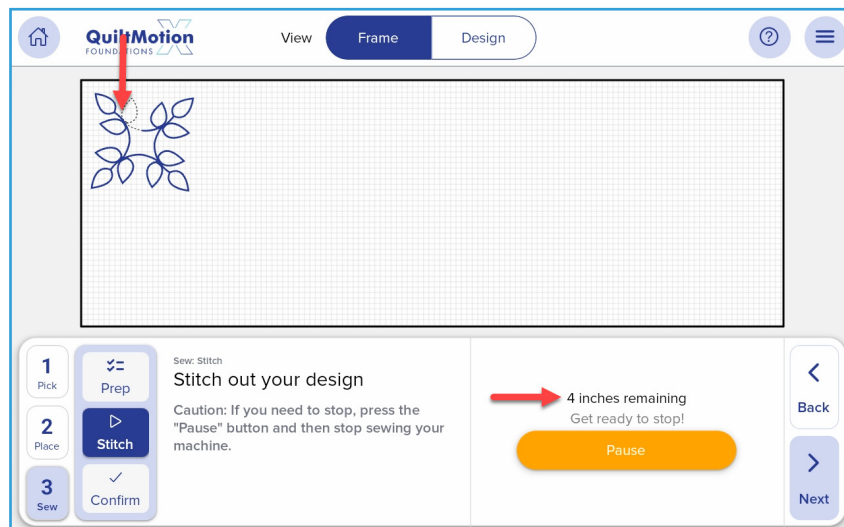 QuiltMotion
FOUNDATIONS
View
Frame
Design
?
1
Pick
2
Place
3
Sew
Prep
Stitch
Confirm
Sew: Stitch
Stitch out your design
Caution: If you need to stop, press the
"Pause" button and then stop sewing your
machine.
4 inches remaining
Get ready to stop!
Pause
Back
Next